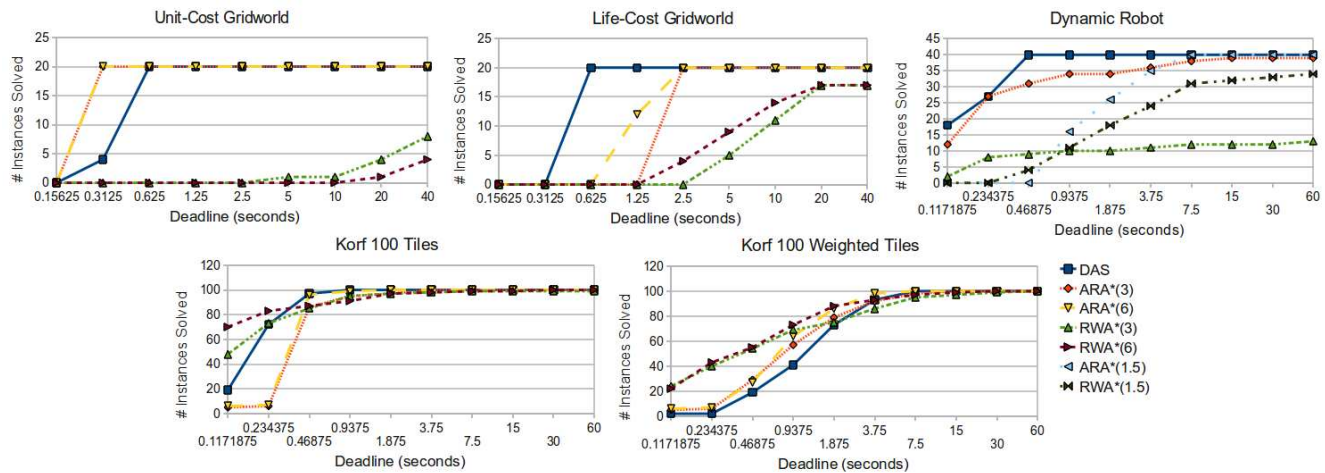 Unit-Cost Gridworld
# Instances Solved
25
20
15
10
5
0
0.15625 0.3125 0.625 1.25 2.5 5 10 20 40
Deadline (seconds)
Life-Cost Gridworld
# Instances Solved
25
20
15
10
5
0
0.15625 0.3125 0.625 1.25 2.5 5 10 20 40
Deadline (seconds)
Dynamic Robot
# Instances Solved
45
40
35
30
25
20
15
10
5
0
0.234375 0.9375 3.75 15 60
0.1171875 0.46875 1.875 7.5 30
Deadline (seconds)
Korf 100 Tiles
# Instances Solved
120
100
80
60
40
20
0
0.234375 0.9375 3.75 15 60
0.1171875 0.46875 1.875 7.5 30
Deadline (seconds)
Korf 100 Weighted Tiles
# Instances Solved
120
100
80
60
40
20
0
0.234375 0.9375 3.75 15 60
0.1171875 0.46875 1.875 7.5 30
Deadline (seconds)
DAS
ARA*(3)
ARA*(6)
RWA*(3)
RWA*(6)
ARA*(1.5)
RWA*(1.5)